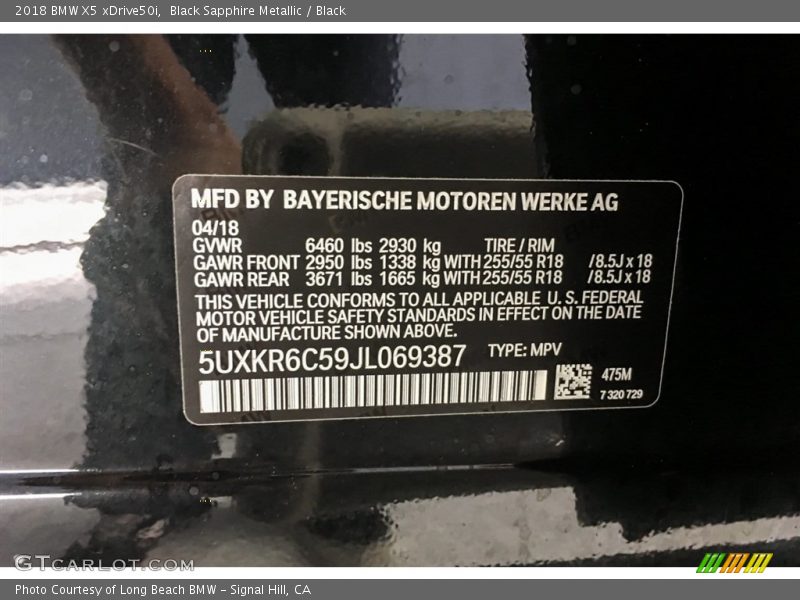 2018 BMW X5 xDrive50i, Black Sapphire Metallic / Black
MFD BY BAYERISCHE MOTOREN WERKE AG
04/18
GVWR 6460 lbs 2930 kg TIRE / RIM
GAWR FRONT 2950 lbs 1338 kg WITH 255/55 R18 /8.5J x 18
GAWR REAR 3671 lbs 1665 kg WITH 255/55 R18 /8.5J x 18
THIS VEHICLE CONFORMS TO ALL APPLICABLE U. S. FEDERAL
MOTOR VEHICLE SAFETY STANDARDS IN EFFECT ON THE DATE
OF MANUFACTURE SHOWN ABOVE.
5UXKR6C59JL069387 TYPE: MPV
475M
7 320 729
GTCARLOT.COM
Photo Courtesy of Long Beach BMW - Signal Hill, CA